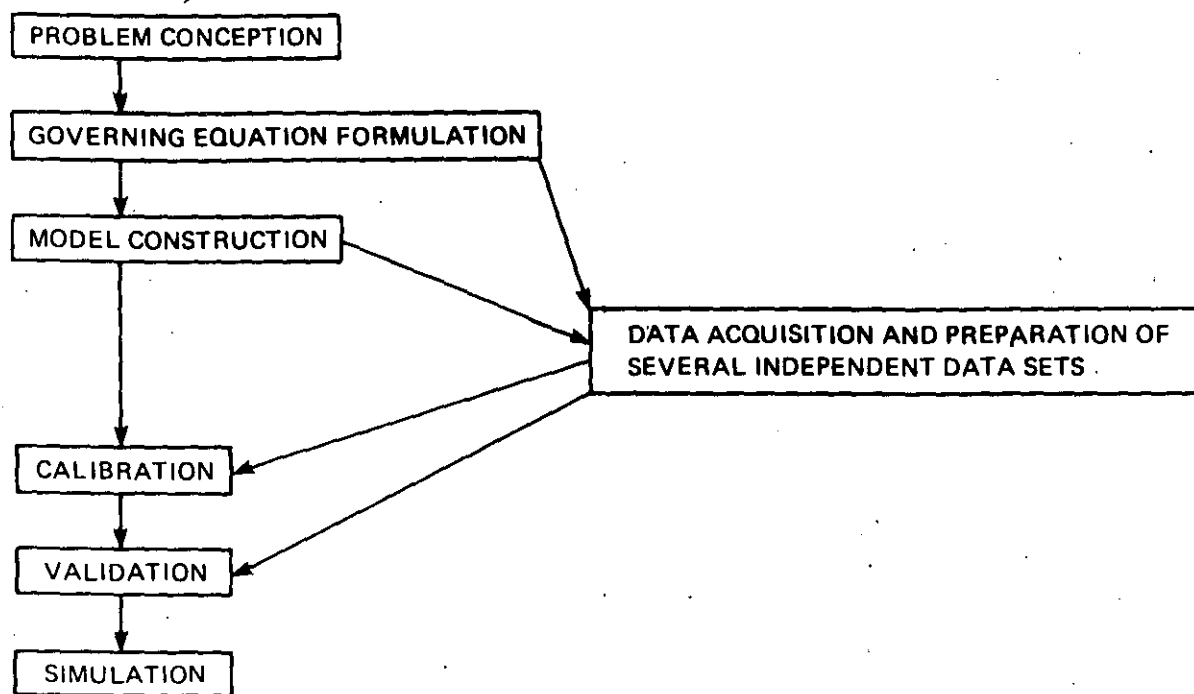 PROBLEM CONCEPTION
GOVERNING EQUATION FORMULATION
MODEL CONSTRUCTION
DATA ACQUISITION AND PREPARATION OF
SEVERAL INDEPENDENT DATA SETS
CALIBRATION
VALIDATION
SIMULATION